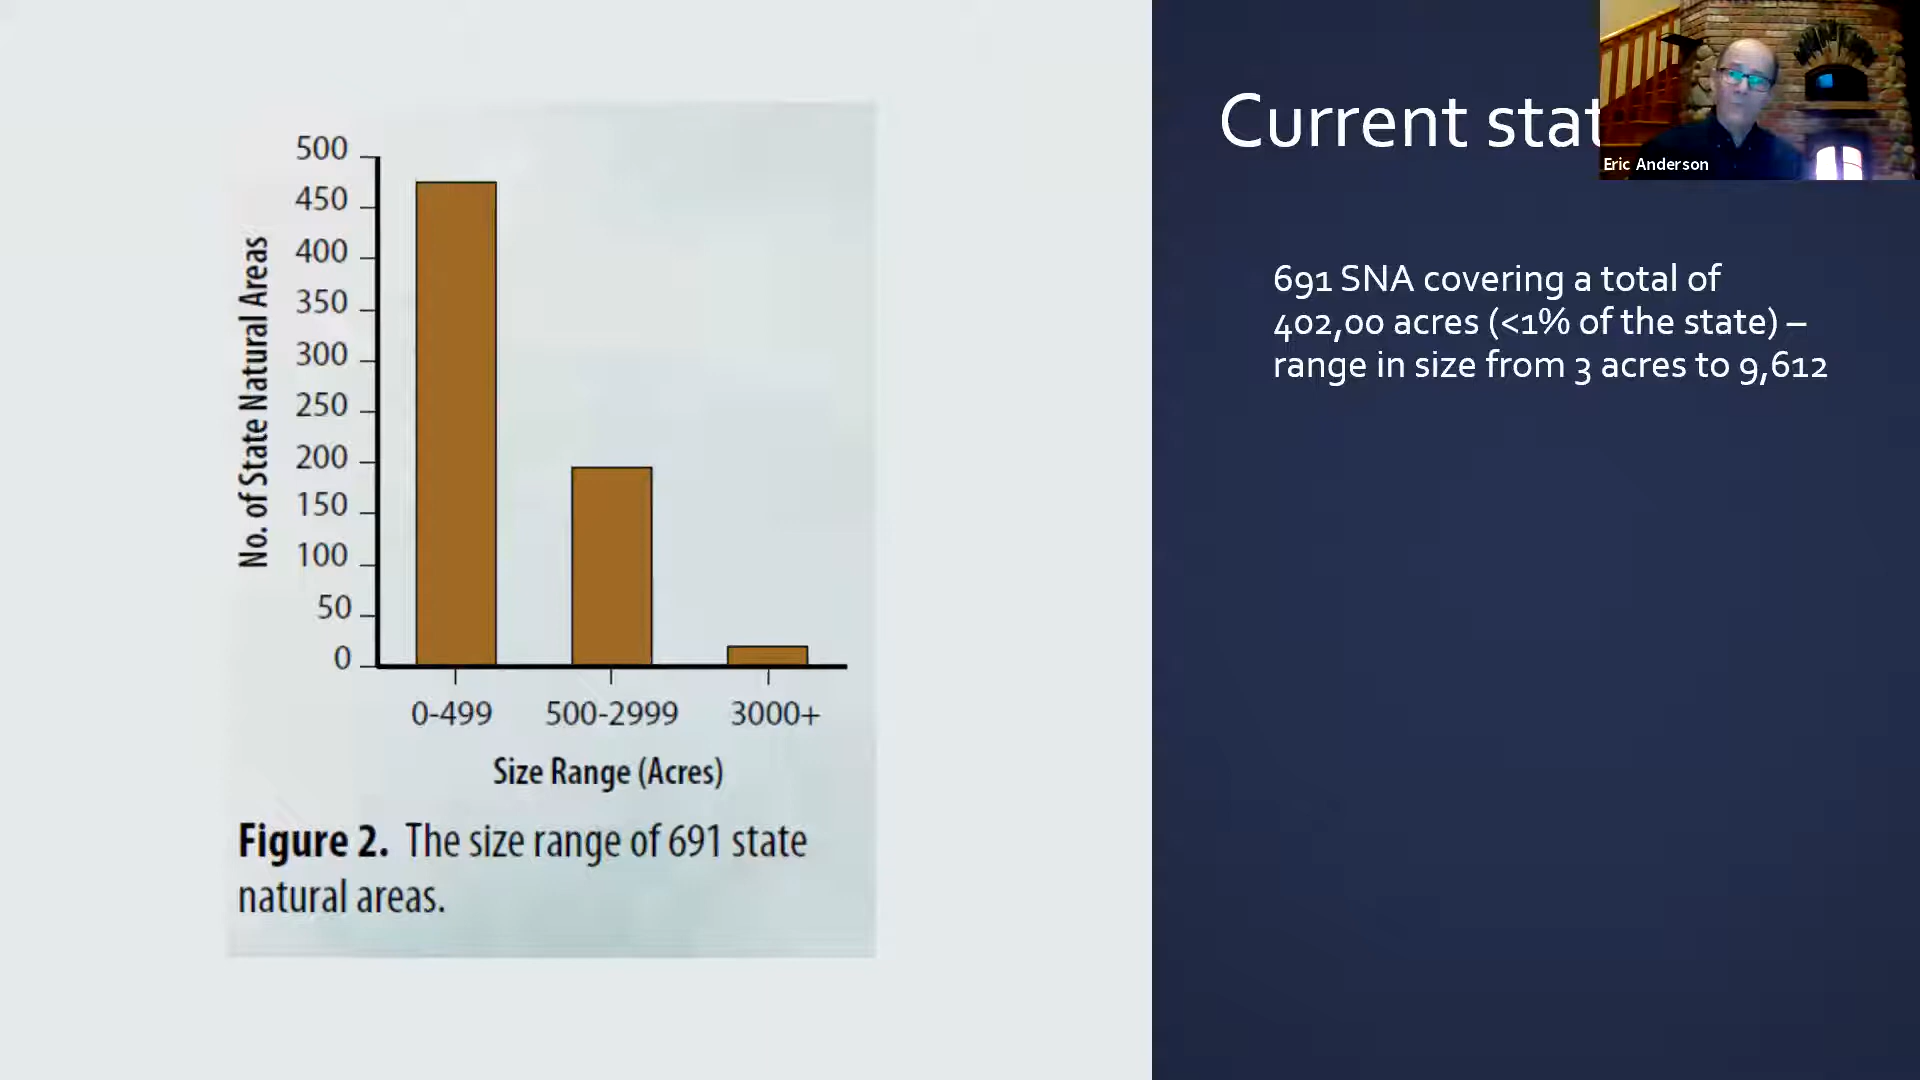 500
450
400
350
300
250
200
150
100
50
0
No. of State Natural Areas
0-499 500-2999 3000+
Size Range (Acres)
Figure 2. The size range of 691 state
natural areas.
Current stat
Eric Anderson
691 SNA covering a total of
402,00 acres (<1% of the state) –
range in size from 3 acres to 9,612